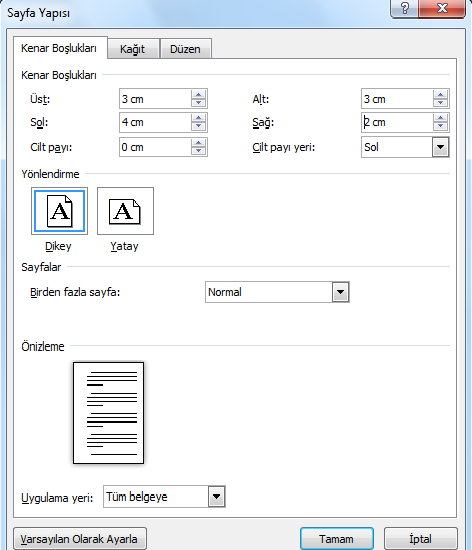 Sayfa Yapısı
Kenar Boşlukları Kağıt Düzen
Kenar Boşlukları
Üst: 3 cm Alt: 3 cm
Sol: 4 cm Sağ: 2 cm
Cilt payı: 0 cm Cilt payı yeri: Sol
Yönlendirme
A A
Dikey Yatay
Sayfalar
Birden fazla sayfa: Normal
Önizleme
Uygulama yeri: Tüm belgeye
Varsayılan Olarak Ayarla Tamam İptal